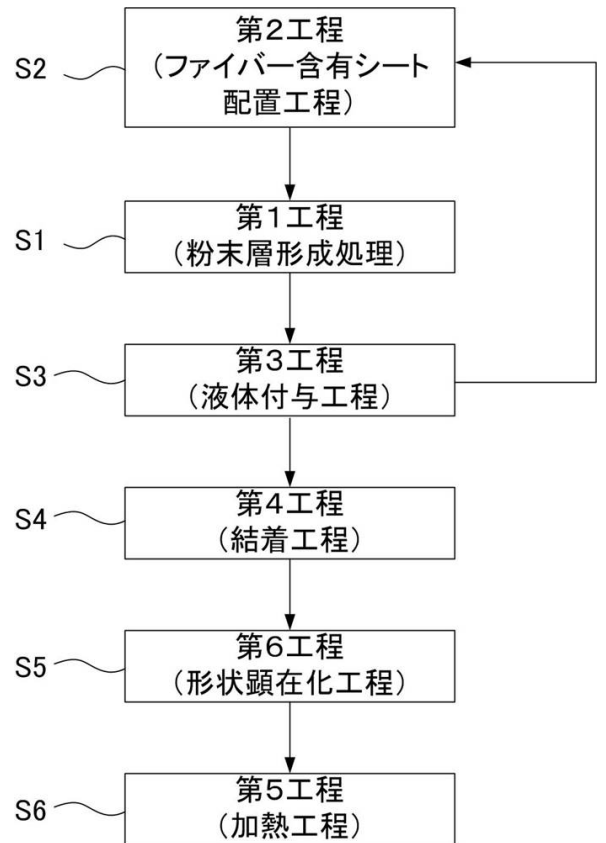 第2工程
S2
(ファイバー含有シート
配置工程)
第1工程
S1
(粉末層形成処理)
第3工程
S3
(液体付与工程)
第4工程
S4
(結着工程)
第6工程
S5
(形状顕在化工程)
第5工程
S6
(加熱工程)